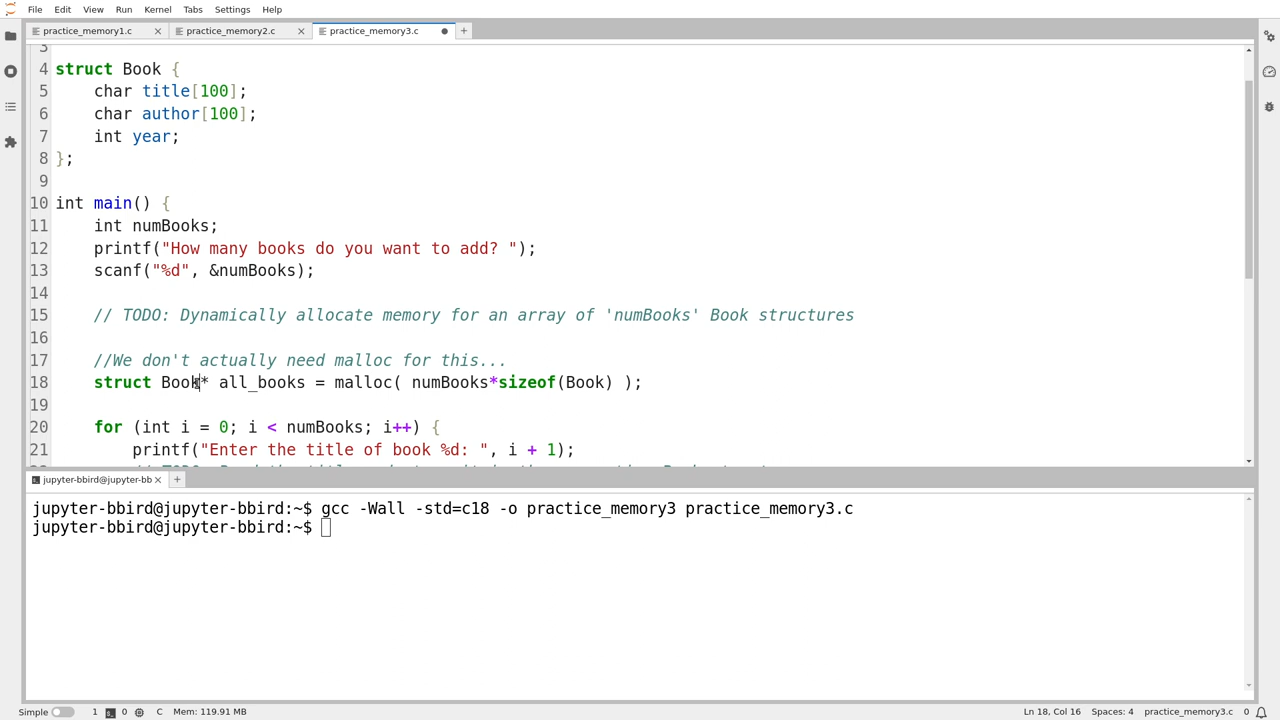 File Edit View Run Kernel Tabs Settings Help
practice_memory1.c practice_memory2.c practice_memory3.c
3
4 struct Book {
5     char title[100];
6     char author[100];
7     int year;
8 };
9
10 int main() {
11     int numBooks;
12     printf("How many books do you want to add? ");
13     scanf("%d", &numBooks);
14
15     // TODO: Dynamically allocate memory for an array of 'numBooks' Book structures
16
17     //We don't actually need malloc for this...
18     struct Book* all_books = malloc( numBooks*sizeof(Book) );
19
20     for (int i = 0; i < numBooks; i++) {
21         printf("Enter the title of book %d: ", i + 1);
jupyter-bbird@jupyter-bb
jupyter-bbird@jupyter-bbird:~$ gcc -Wall -std=c18 -o practice_memory3 practice_memory3.c
jupyter-bbird@jupyter-bbird:~$
Simple 1 0 C Mem: 119.91 MB Ln 18, Col 16 Spaces: 4 practice_memory3.c 0